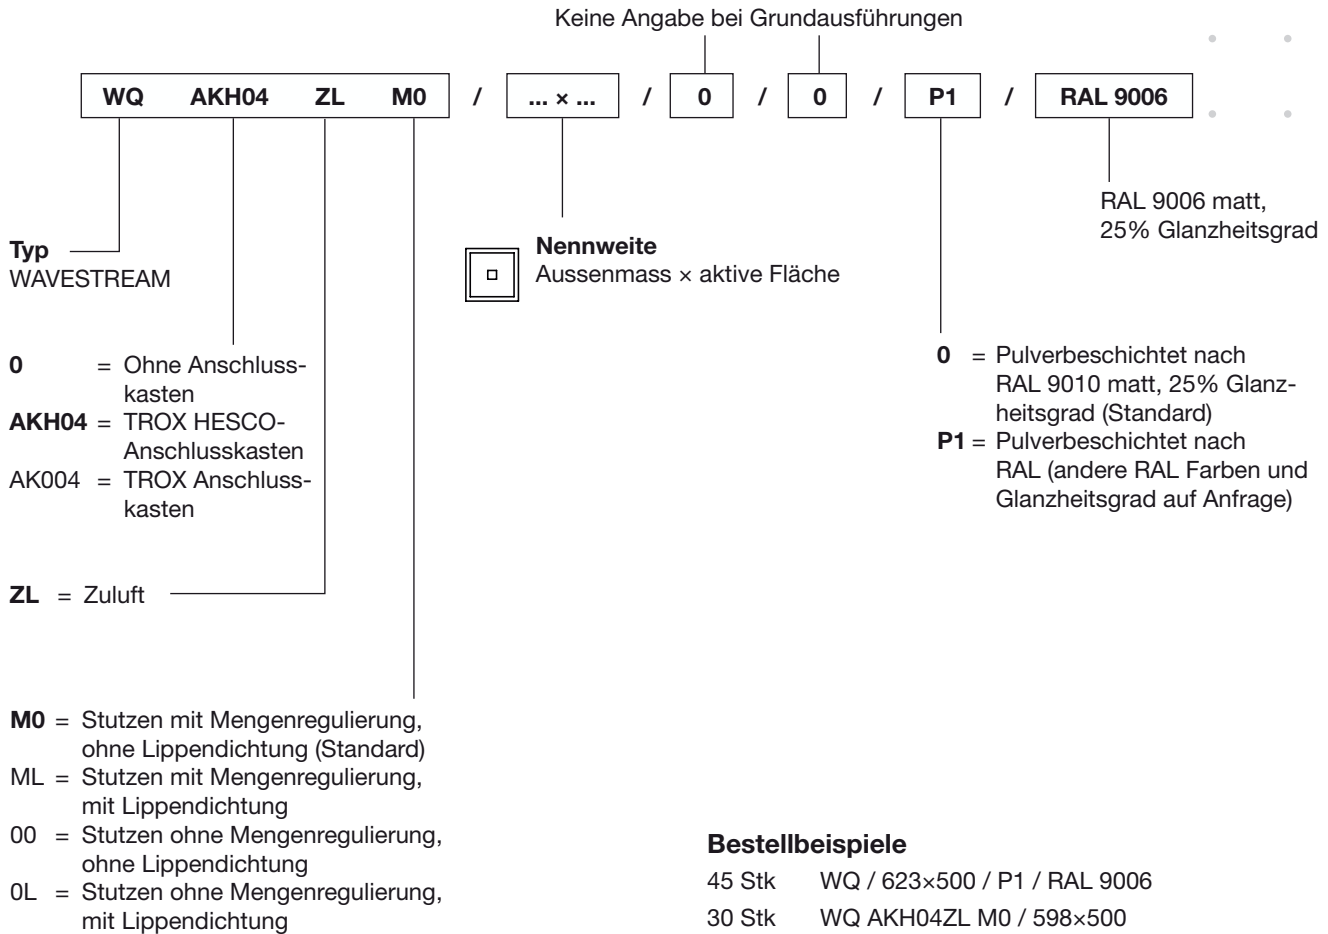 Keine Angabe bei Grundausführungen
WQ AKH04 ZL M0 / ... × ... / 0 / 0 / P1 / RAL 9006
RAL 9006 matt,
25% Glanzheitsgrad
Typ
WAVESTREAM
Nennweite
Aussenmass × aktive Fläche
0 = Ohne Anschluss-
kasten
AKH04 = TROX HESCO-
Anschlusskasten
AK004 = TROX Anschluss-
kasten
0 = Pulverbeschichtet nach
RAL 9010 matt, 25% Glanz-
heitsgrad (Standard)
P1 = Pulverbeschichtet nach
RAL (andere RAL Farben und
Glanzheitsgrad auf Anfrage)
ZL = Zuluft
M0 = Stutzen mit Mengenregulierung,
ohne Lippendichtung (Standard)
ML = Stutzen mit Mengenregulierung,
mit Lippendichtung
00 = Stutzen ohne Mengenregulierung,
ohne Lippendichtung
0L = Stutzen ohne Mengenregulierung,
mit Lippendichtung
Bestellbeispiele
45 Stk WQ / 623×500 / P1 / RAL 9006
30 Stk WQ AKH04ZL M0 / 598×500